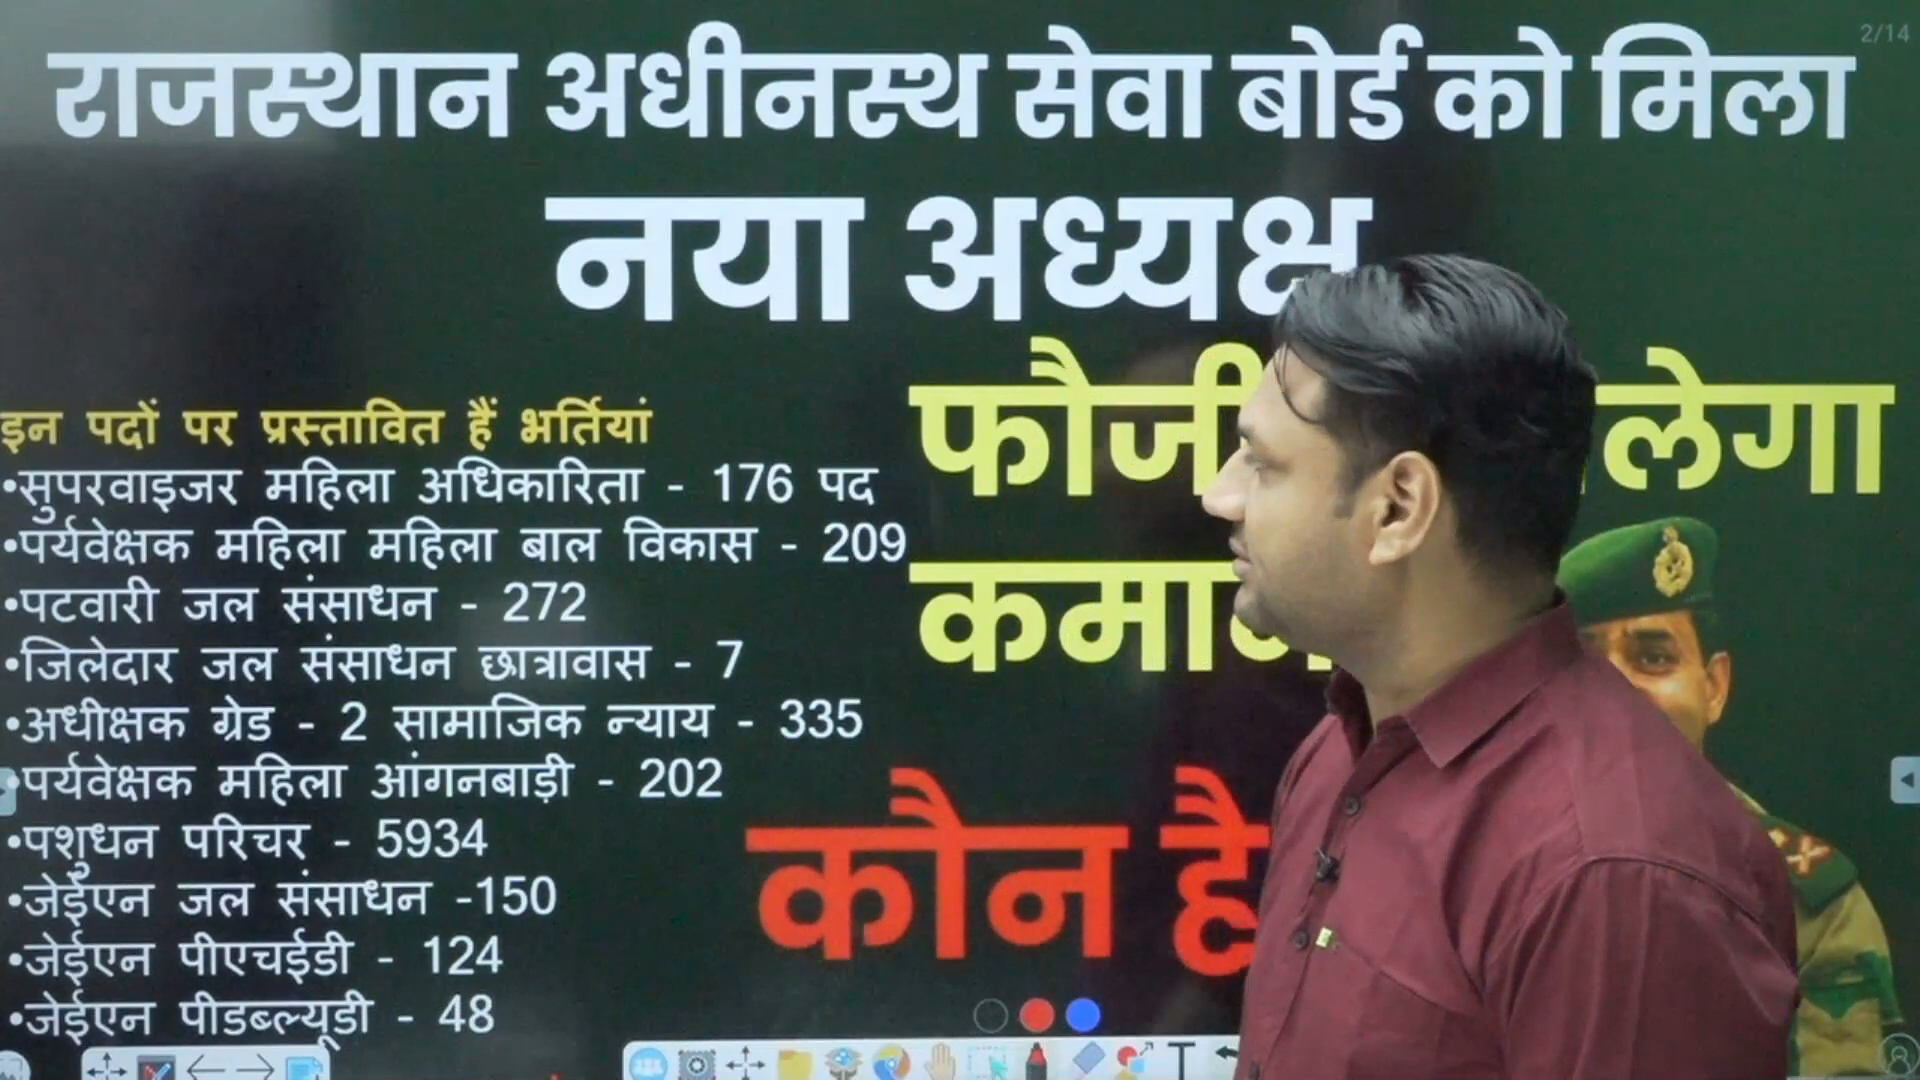 2/14
राजस्थान अधीनस्थ सेवा बोर्ड को मिला
नया अध्यक्ष
इन पदों पर प्रस्तावित हैं भर्तियां
•सुपरवाइजर महिला अधिकारिता - 176 पद
•पर्यवेक्षक महिला महिला बाल विकास - 209
•पटवारी जल संसाधन - 272
•जिलेदार जल संसाधन छात्रावास - 7
•अधीक्षक ग्रेड - 2 सामाजिक न्याय - 335
•पर्यवेक्षक महिला आंगनबाड़ी - 202
•पशुधन परिचर - 5934
•जेईएन जल संसाधन -150
•जेईएन पीएचईडी - 124
•जेईएन पीडब्ल्यूडी - 48
फौजी
कौन है